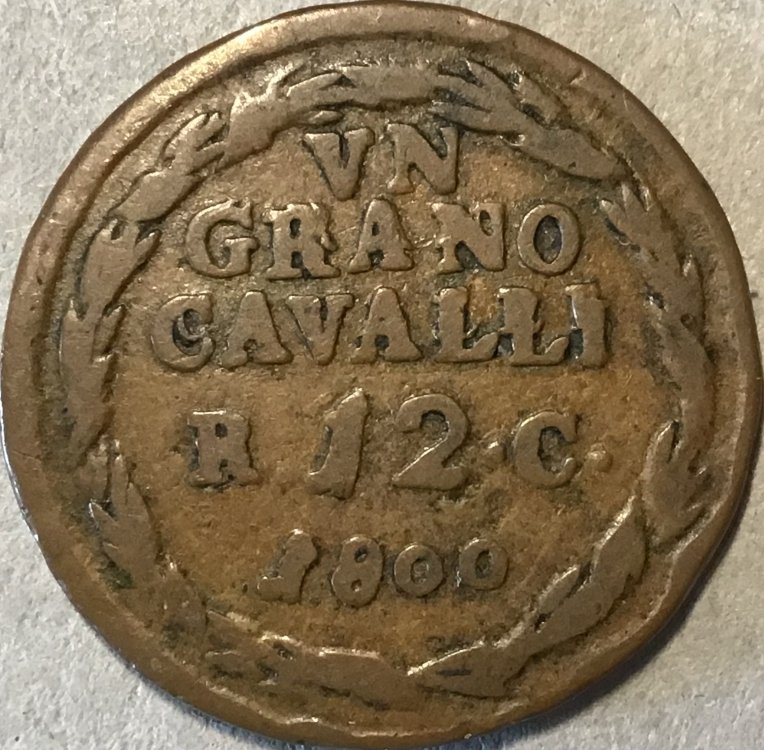 VN
GRANO
CAVALLI
R 12 · C ·
1800